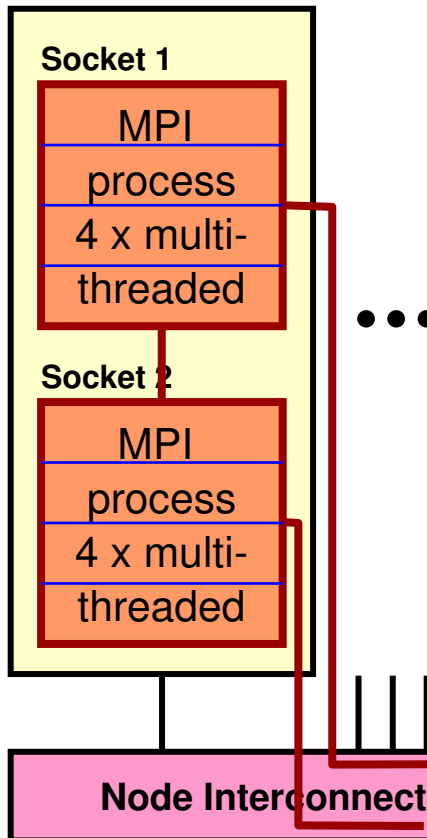 Socket 1
MPI
process
4 x multi-
threaded
Socket 2
MPI
process
4 x multi-
threaded
Node Interconnect